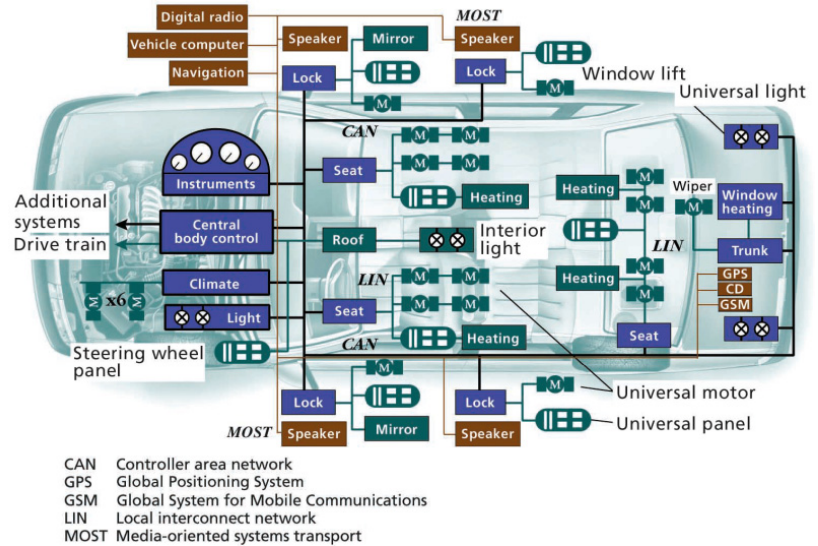 Digital radio
MOST
Vehicle computer
Speaker
Mirror
Speaker
Navigation
Lock
Lock
M
M
Window lift
Universal light
CAN
M
M
Instruments
Seat
M
M
M
Heating
Heating
Wiper
M
Window
heating
Additional
systems
Drive train
Central
body control
Roof
Interior
light
M
LIN
Trunk
Climate
LIN
M
M
M
Heating
GPS
CD
GSM
M
x6
M
Light
Seat
M
M
M
Steering wheel
panel
CAN
Heating
Seat
M
M
Universal motor
Lock
Mirror
Lock
Universal panel
MOST
Speaker
Speaker
CAN Controller area network
GPS Global Positioning System
GSM Global System for Mobile Communications
LIN Local interconnect network
MOST Media-oriented systems transport